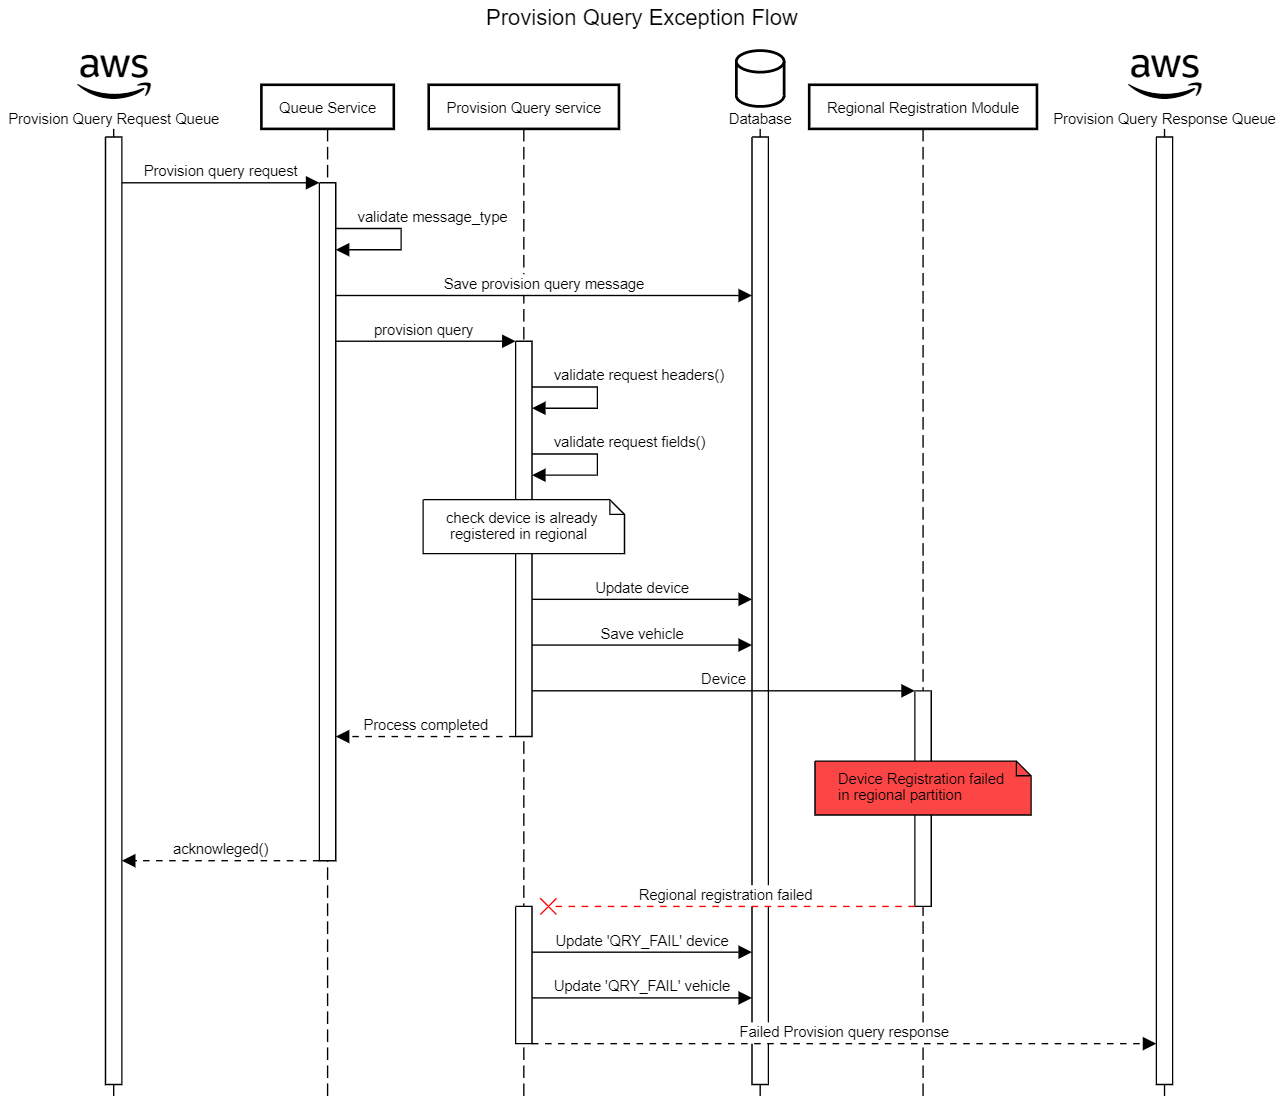 Provision Query Exception Flow
aws
aws
Provision Query Request Queue
Queue Service
Provision Query service
Database
Regional Registration Module
Provision Query Response Queue
Provision query request
validate message_type
Save provision query message
provision query
validate request headers()
validate request fields()
check device is already
registered in regional
Update device
Save vehicle
Device
Process completed
Device Registration failed
in regional partition
acknowleged()
Regional registration failed
Update 'QRY_FAIL' device
Update 'QRY_FAIL' vehicle
Failed Provision query response